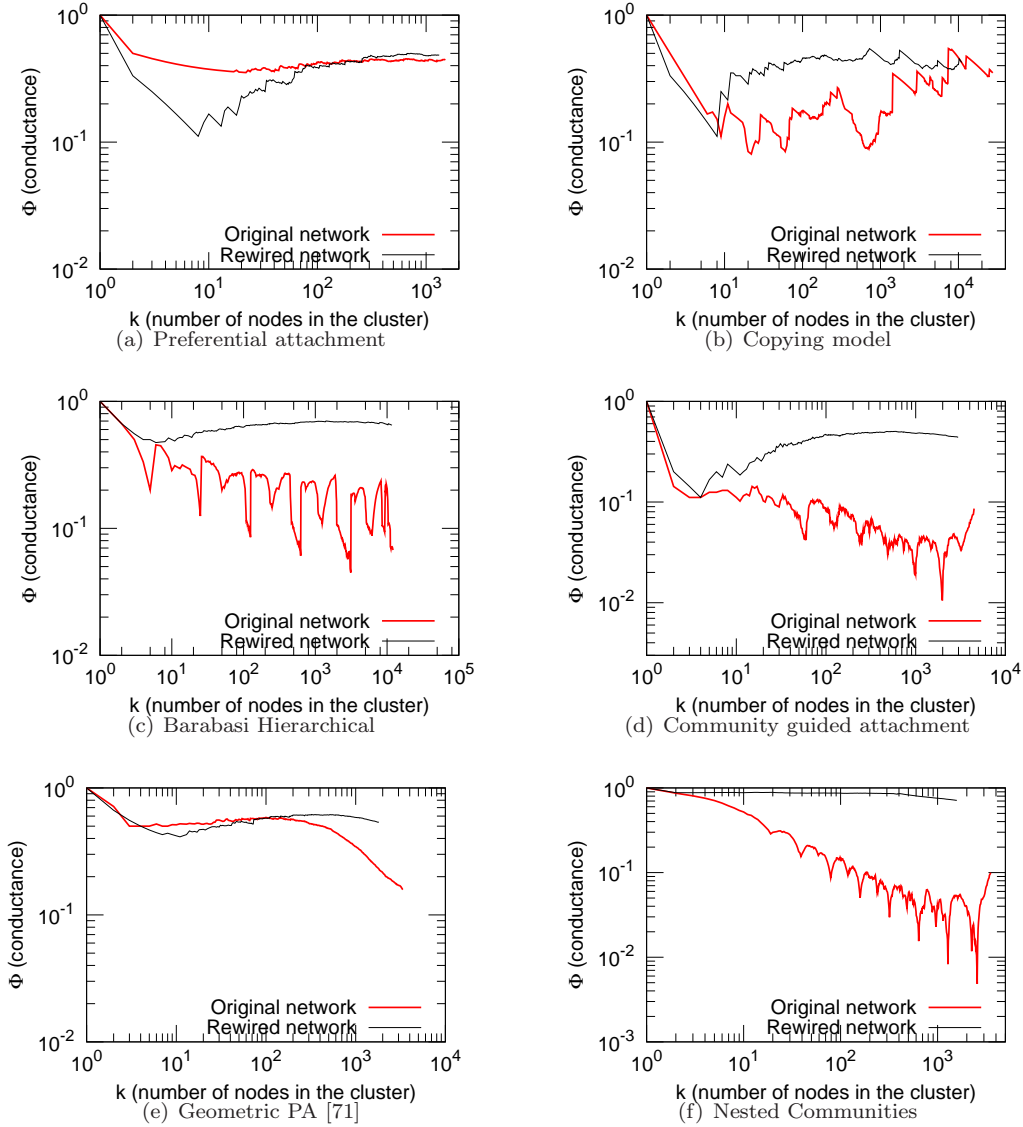 10^0
10^-1
10^-2
Φ (conductance)
Original network
Rewired network
10^0 10^1 10^2 10^3
k (number of nodes in the cluster)
(a) Preferential attachment
10^0
10^-1
10^-2
Φ (conductance)
Original network
Rewired network
10^0 10^1 10^2 10^3 10^4
k (number of nodes in the cluster)
(b) Copying model
10^0
10^-1
10^-2
Φ (conductance)
Original network
Rewired network
10^0 10^1 10^2 10^3 10^4 10^5
k (number of nodes in the cluster)
(c) Barabasi Hierarchical
10^0
10^-1
10^-2
Φ (conductance)
Original network
Rewired network
10^0 10^1 10^2 10^3 10^4
k (number of nodes in the cluster)
(d) Community guided attachment
10^0
10^-1
10^-2
Φ (conductance)
Original network
Rewired network
10^0 10^1 10^2 10^3 10^4
k (number of nodes in the cluster)
(e) Geometric PA [71]
10^0
10^-1
10^-2
10^-3
Φ (conductance)
Original network
Rewired network
10^0 10^1 10^2 10^3
k (number of nodes in the cluster)
(f) Nested Communities